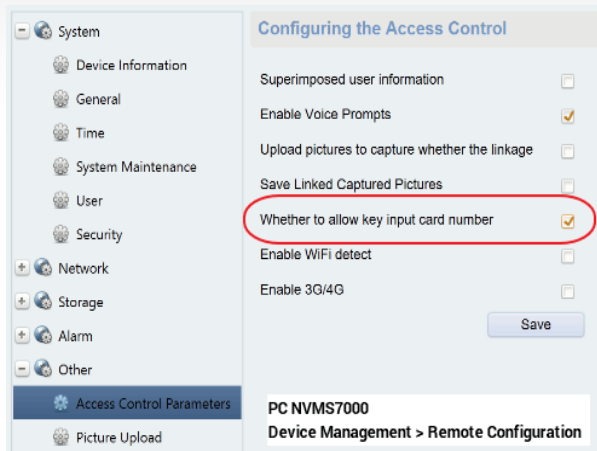 System
Device Information
General
Time
System Maintenance
User
Security
Network
Storage
Alarm
Other
Access Control Parameters
Picture Upload
Configuring the Access Control
Superimposed user information
Enable Voice Prompts
Upload pictures to capture whether the linkage
Save Linked Captured Pictures
Whether to allow key input card number
Enable WiFi detect
Enable 3G/4G
Save
PC NVMS7000
Device Management > Remote Configuration